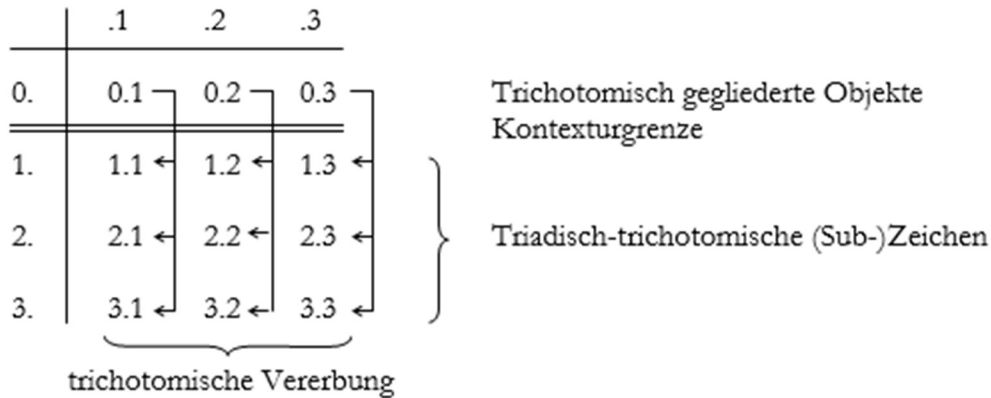 .1 .2 .3
0. 0.1 0.2 0.3 Trichotomisch gegliederte Objekte
Kontexturgrenze
1. 1.1 1.2 1.3
2. 2.1 2.2 2.3 Triadisch-trichotomische (Sub-)Zeichen
3. 3.1 3.2 3.3
trichotomische Vererbung